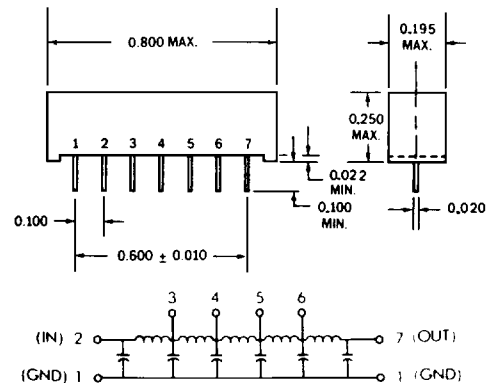 0.800 MAX.
0.195
MAX.
0.250
MAX.
1 2 3 4 5 6 7
0.022
MIN.
0.100
MIN.
0.100
0.020
0.600 ± 0.010
3 4 5 6
(IN) 2
7 (OUT)
(GND) 1
1 (GND)